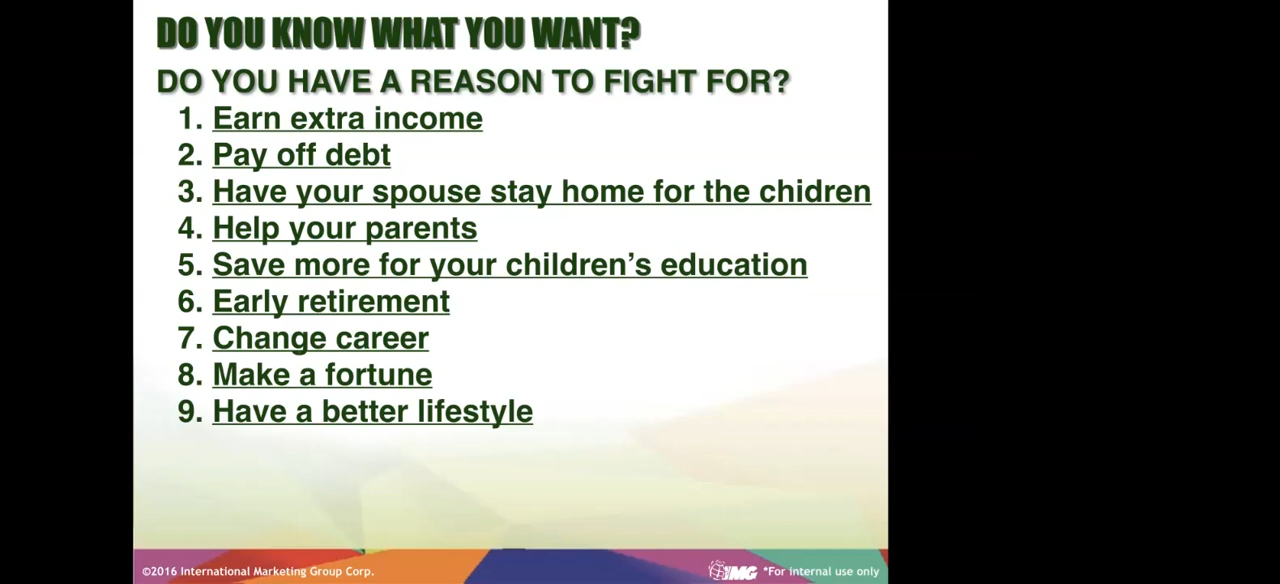 DO YOU KNOW WHAT YOU WANT?
DO YOU HAVE A REASON TO FIGHT FOR?
1. Earn extra income
2. Pay off debt
3. Have your spouse stay home for the chidren
4. Help your parents
5. Save more for your children’s education
6. Early retirement
7. Change career
8. Make a fortune
9. Have a better lifestyle
©2016 International Marketing Group Corp.
IMG *For internal use only